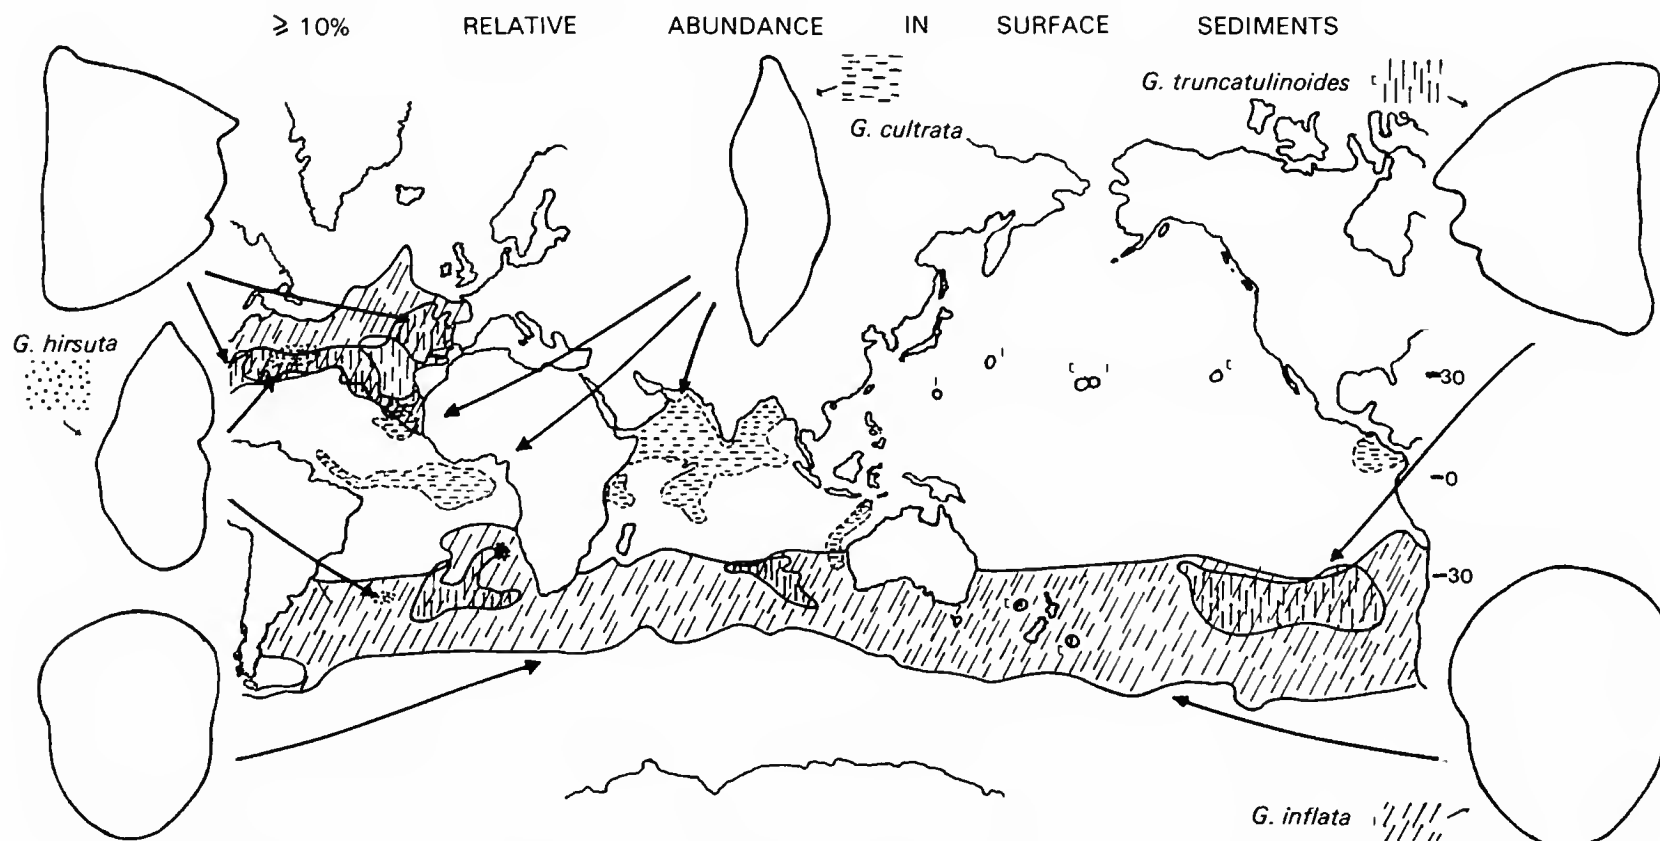 ≥ 10% RELATIVE ABUNDANCE IN SURFACE SEDIMENTS
G. truncatulinoides
G. cultrata
G. hirsuta
-30
-0
-30
G. inflata